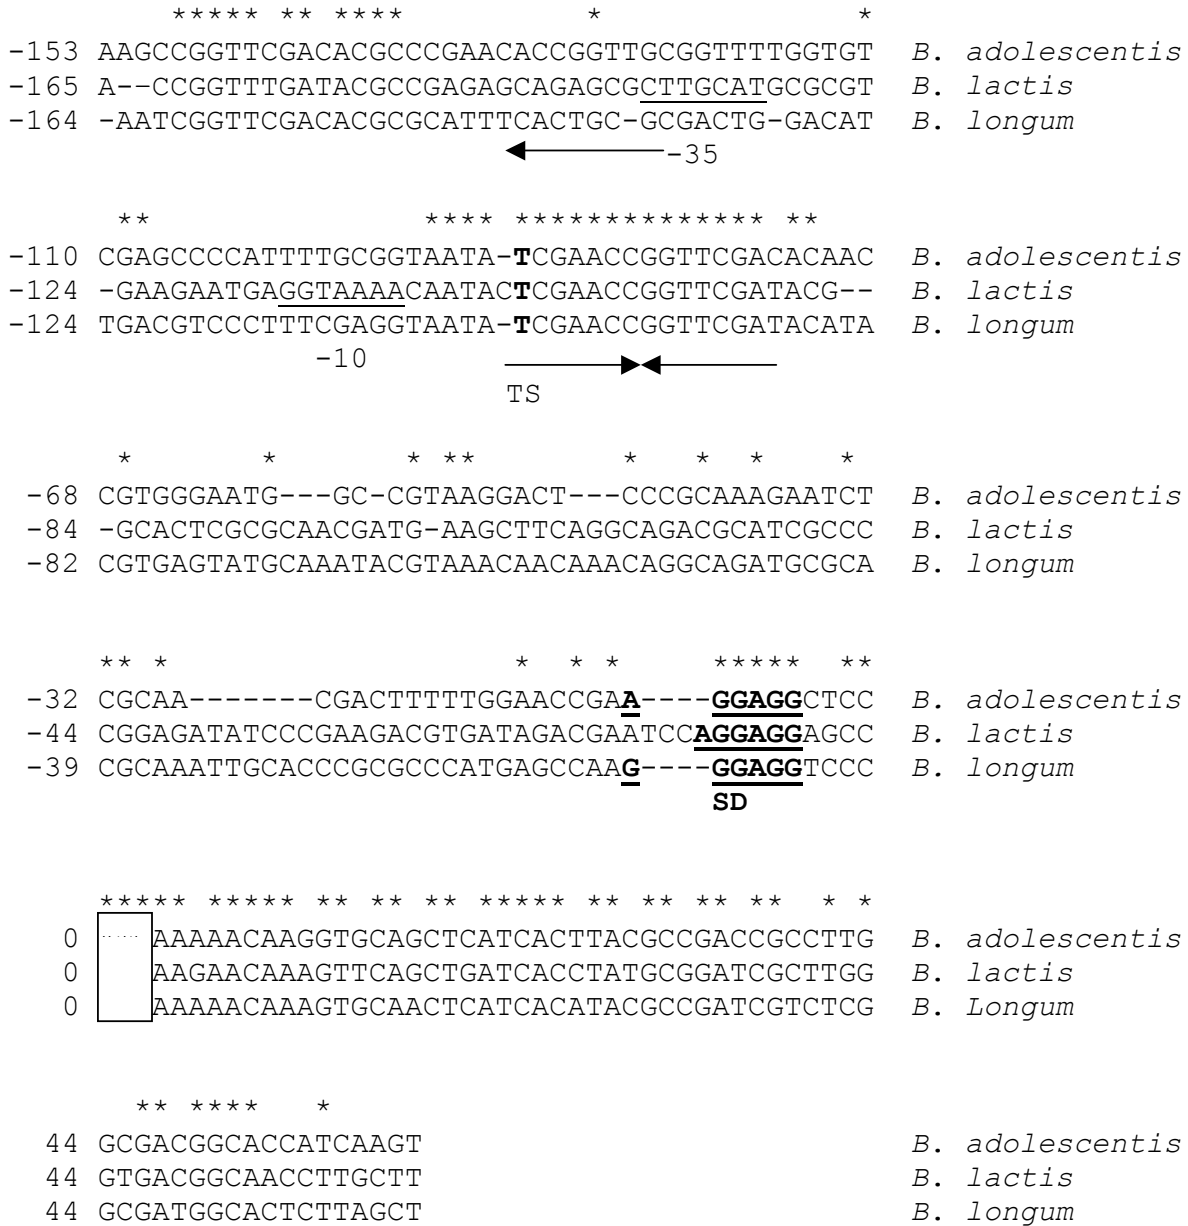 ***** ** **** * *
-153 AAGCCGGTTCGACACGCCCGAACACCGGTTGCGGTTTTGGTGT B. adolescentis
-165 A--CCGGTTTGATACGCCGAGAGCAGAGCGCTTGCATGCGCGT B. lactis
-164 -AATCGGTTCGACACGCGCATTTCACTGC-GCGACTG-GACAT B. longum
-35
** **** ************** **
-110 CGAGCCCCATTTTGCGGTAATA-TCGAACCGGTTCGACACAAC B. adolescentis
-124 -GAAGAATGAGGTAAAACAATACTCGAACCGGTTCGATACG-- B. lactis
-124 TGACGTCCCTTTCGAGGTAATA-TCGAACCGGTTCGATACATA B. longum
-10
TS
* * * ** * * * *
-68 CGTGGGAATG---GC-CGTAAGGACT---CCCGCAAAGAATCT B. adolescentis
-84 -GCACTCGCGCAACGATG-AAGCTTCAGGCAGACGCATCGCCC B. lactis
-82 CGTGAGTATGCAAATACGTAAACAACAAACAGGCAGATGCGCA B. longum
** * * * * ***** **
-32 CGCAA-------CGACTTTTTGGAACCGAA----GGAGGCTCC B. adolescentis
-44 CGGAGATATCCCGAAGACGTGATAGACGAATCCAGGAGGAGCC B. lactis
-39 CGCAAATTGCACCCGCGCCCATGAGCCAAG----GGAGGTCCC B. longum
SD
***** ***** ** ** ** ***** ** ** ** ** * *
0 AAAAACAAGGTGCAGCTCATCACTTACGCCGACCGCCTTG B. adolescentis
0 AAGAACAAAGTTCAGCTGATCACCTATGCGGATCGCTTGG B. lactis
0 AAAAACAAAGTGCAACTCATCACATACGCCGATCGTCTCG B. Longum
** **** *
44 GCGACGGCACCATCAAGT B. adolescentis
44 GTGACGGCAACCTTGCTT B. lactis
44 GCGATGGCACTCTTAGCT B. longum